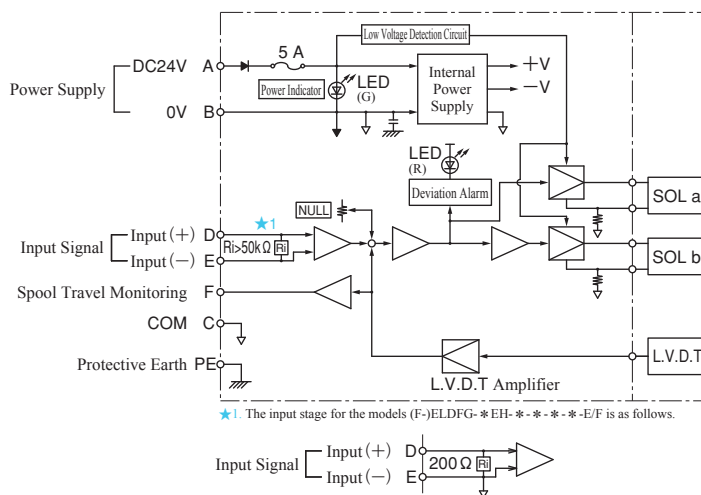 Low Voltage Detection Circuit
5 A
DC24V A
Power Supply
Power Indicator
LED
(G)
Internal
Power
Supply
+V
−V
0V B
LED
(R)
Deviation Alarm
SOL a
NULL
★1
Input Signal
Input(+) D
Ri>50kΩ Ri
Input(−) E
SOL b
Spool Travel Monitoring F
COM C
Protective Earth PE
L.V.D.T
L.V.D.T Amplifier
★1. The input stage for the models (F-)ELDFG-＊EH-＊-＊-＊-＊-E/F is as follows.
Input Signal
Input(+) D
200Ω Ri
Input(−) E